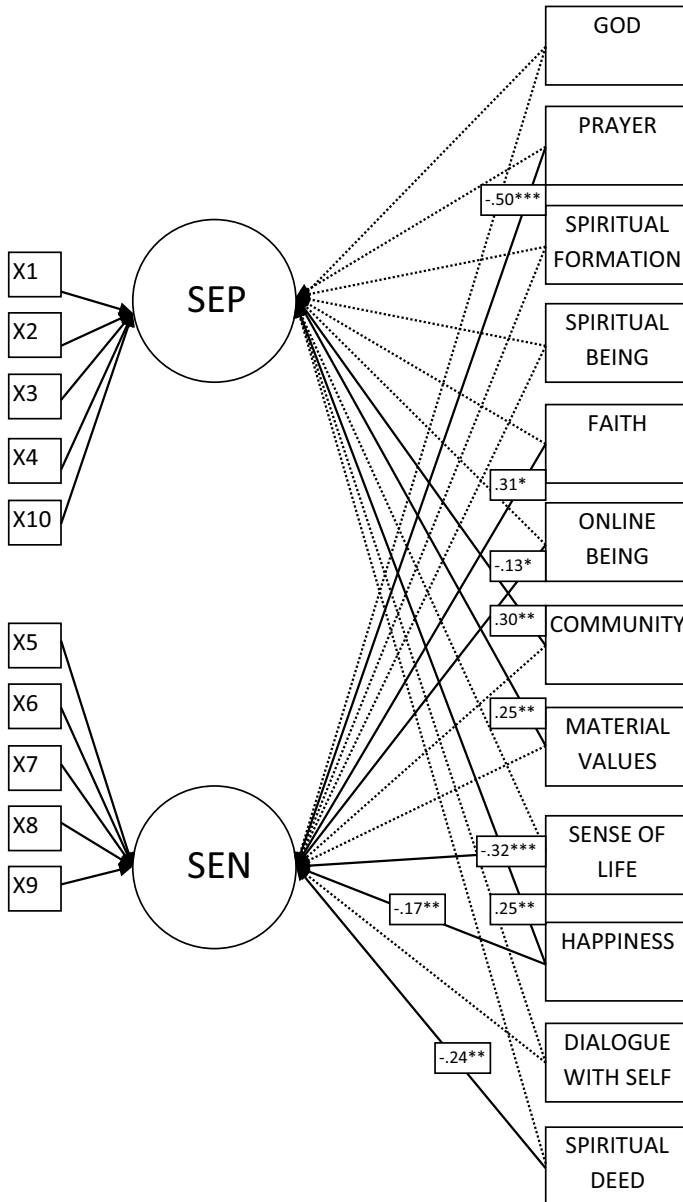 GOD
PRAYER
-.50***
SPIRITUAL
FORMATION
SEP
X1
X2
X3
X4
X10
SPIRITUAL
BEING
FAITH
.31*
ONLINE
BEING
-.13*
.30**
COMMUNITY
X5
X6
X7
X8
X9
SEN
.25**
MATERIAL
VALUES
-.32***
SENSE OF
LIFE
-.17**
.25**
HAPPINESS
-.24**
DIALOGUE
WITH SELF
SPIRITUAL
DEED